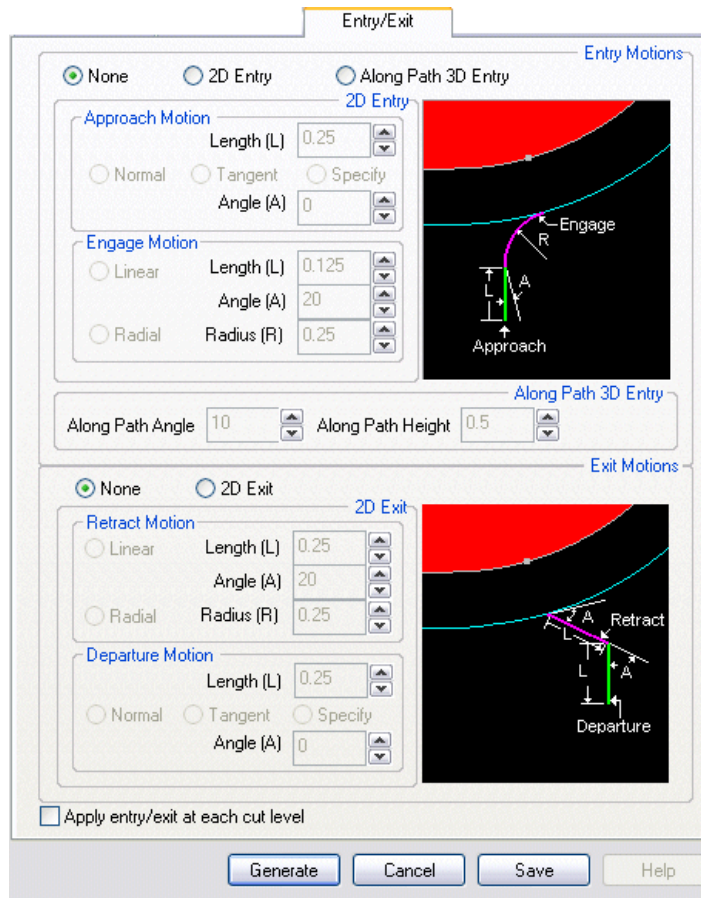 Entry/Exit
Entry Motions
None 2D Entry Along Path 3D Entry
2D Entry
Approach Motion
Length (L) 0.25
Normal Tangent Specify
Angle (A) 0
Engage Motion
Linear Length (L) 0.125
Angle (A) 20
Radial Radius (R) 0.25
Engage
R
L
A
Approach
Along Path 3D Entry
Along Path Angle 10 Along Path Height 0.5
Exit Motions
None 2D Exit
2D Exit
Retract Motion
Linear Length (L) 0.25
Angle (A) 20
Radial Radius (R) 0.25
Departure Motion
Length (L) 0.25
Normal Tangent Specify
Angle (A) 0
A
Retract
L
L
A
Departure
Apply entry/exit at each cut level
Generate Cancel Save Help